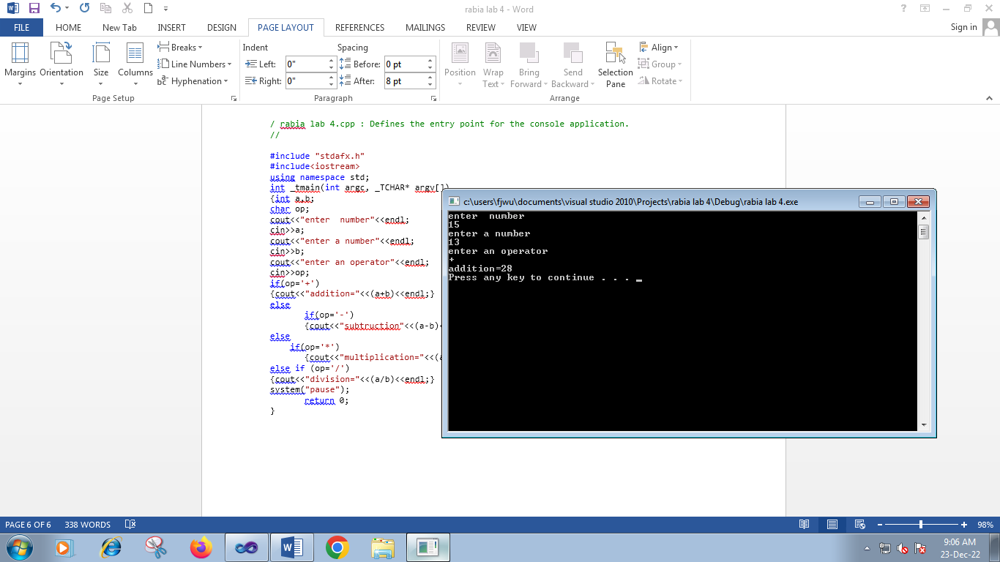 rabia lab 4 - Word
FILE HOME New Tab INSERT DESIGN PAGE LAYOUT REFERENCES MAILINGS REVIEW VIEW Sign in
Margins Orientation Size Columns
Breaks
Line Numbers
Hyphenation
Page Setup
Indent Spacing
Left: 0" Before: 0 pt
Right: 0" After: 8 pt
Paragraph
Position Wrap Text Bring Forward Send Backward Selection Pane
Align
Group
Rotate
Arrange
/ rabia lab 4.cpp : Defines the entry point for the console application.
//
#include "stdafx.h"
#include<iostream>
using namespace std;
int _tmain(int argc, _TCHAR* argv[])
{int a,b;
char op;
cout<<"enter  number"<<endl;
cin>>a;
cout<<"enter a number"<<endl;
cin>>b;
cout<<"enter an operator"<<endl;
cin>>op;
if(op='+')
{cout<<"addition="<<(a+b)<<endl;}
else
if(op='-')
{cout<<"subtruction"<<(a-b)<
else
if(op='*')
{cout<<"multiplication="<<(a
else if (op='/')
{cout<<"division="<<(a/b)<<endl;}
system("pause");
return 0;
}
c:\users\fjwu\documents\visual studio 2010\Projects\rabia lab 4\Debug\rabia lab 4.exe
enter  number
15
enter a number
13
enter an operator
+
addition=28
Press any key to continue . . . _
PAGE 6 OF 6 338 WORDS 98%
9:06 AM
23-Dec-22